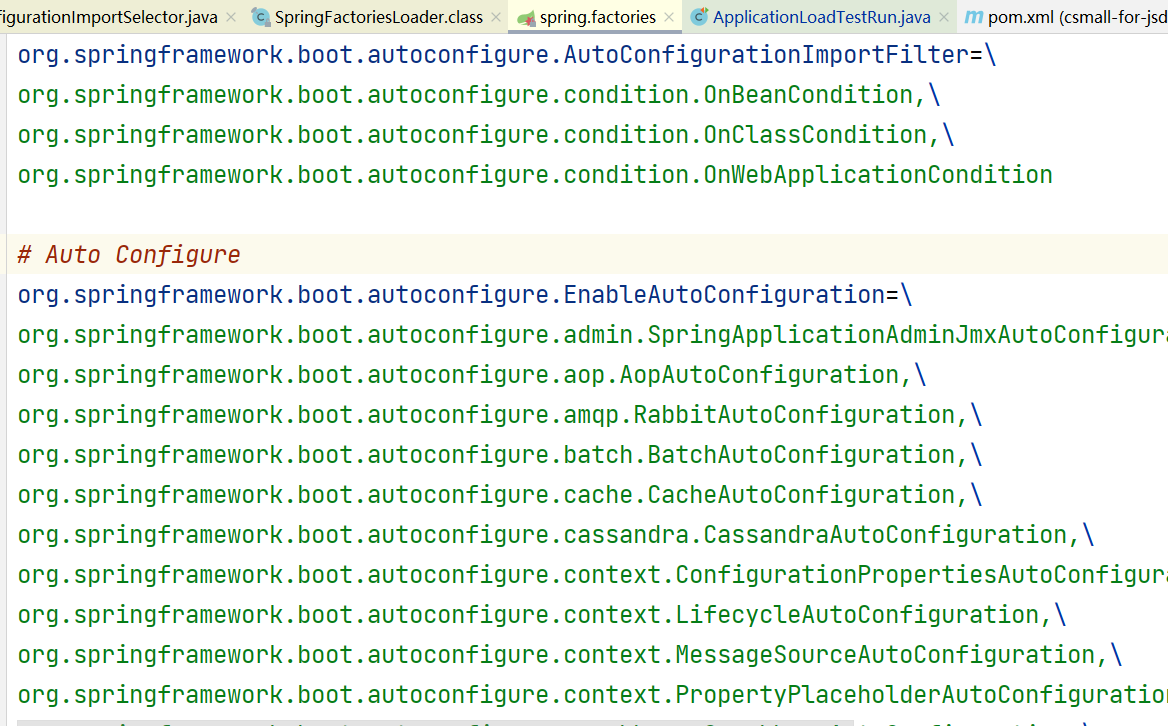 figurationImportSelector.java SpringFactoriesLoader.class spring.factories ApplicationLoadTestRun.java pom.xml (csmall-for-jsd
org.springframework.boot.autoconfigure.AutoConfigurationImportFilter=\
org.springframework.boot.autoconfigure.condition.OnBeanCondition,\
org.springframework.boot.autoconfigure.condition.OnClassCondition,\
org.springframework.boot.autoconfigure.condition.OnWebApplicationCondition
# Auto Configure
org.springframework.boot.autoconfigure.EnableAutoConfiguration=\
org.springframework.boot.autoconfigure.admin.SpringApplicationAdminJmxAutoConfigura
org.springframework.boot.autoconfigure.aop.AopAutoConfiguration,\
org.springframework.boot.autoconfigure.amqp.RabbitAutoConfiguration,\
org.springframework.boot.autoconfigure.batch.BatchAutoConfiguration,\
org.springframework.boot.autoconfigure.cache.CacheAutoConfiguration,\
org.springframework.boot.autoconfigure.cassandra.CassandraAutoConfiguration,\
org.springframework.boot.autoconfigure.context.ConfigurationPropertiesAutoConfigura
org.springframework.boot.autoconfigure.context.LifecycleAutoConfiguration,\
org.springframework.boot.autoconfigure.context.MessageSourceAutoConfiguration,\
org.springframework.boot.autoconfigure.context.PropertyPlaceholderAutoConfiguratio